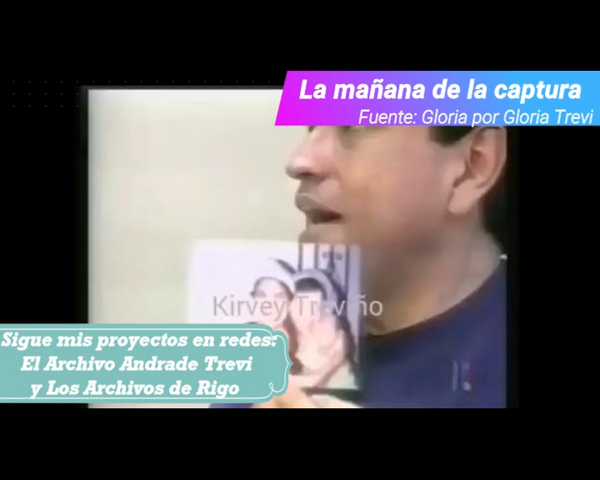 La mañana de la captura
Fuente: Gloria por Gloria Trevi
Kirvey Treviño
Sigue mis proyectos en redes:
El Archivo Andrade Trevi
y Los Archivos de Rigo